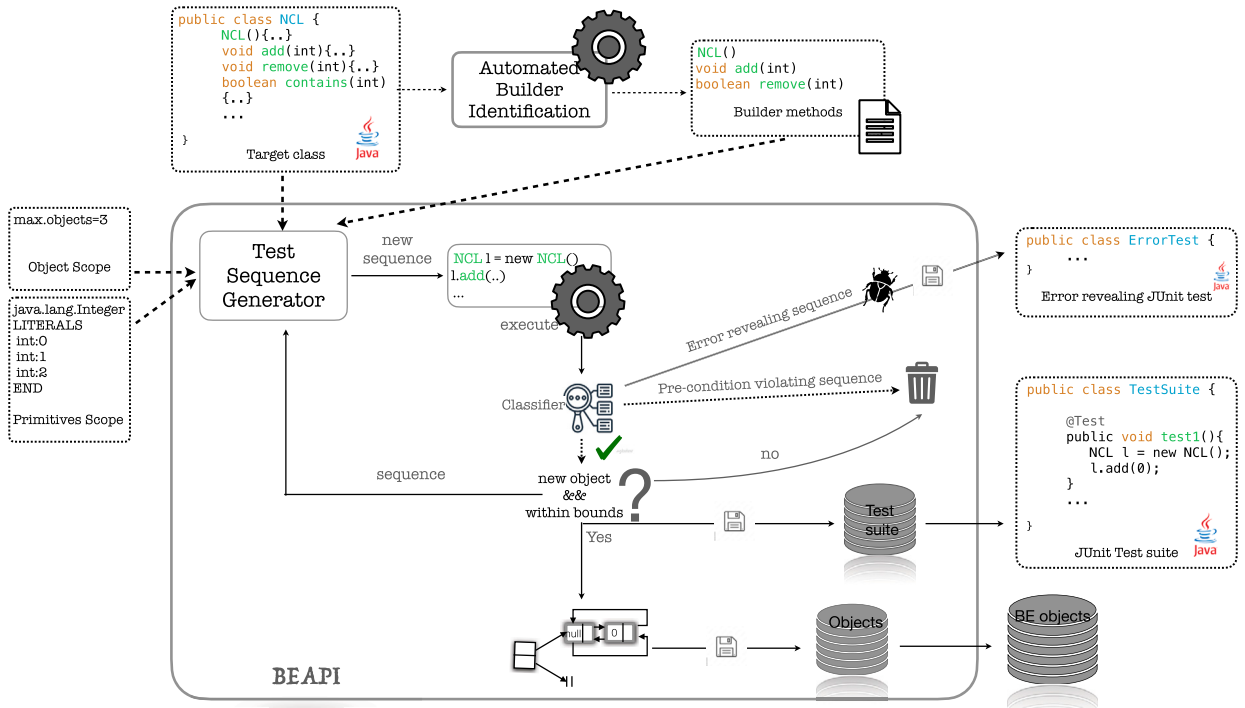 public class NCL {
NCL(){..}
void add(int){..}
void remove(int){..}
boolean contains(int)
{..}
...
}
Target class
Java
Automated
Builder
Identification
NCL()
void add(int)
boolean remove(int)
Builder methods
max.objects=3
Object Scope
java.lang.Integer
LITERALS
int:0
int:1
int:2
END
Primitives Scope
Test
Sequence
Generator
new
sequence
NCL l = new NCL()
l.add(..)
...
execute
Classifier
Error revealing sequence
Pre-condition violating sequence
no
new object
&&
within bounds
?
sequence
Yes
Test
suite
null
0
Objects
BE objects
BEAPI
public class ErrorTest {
...
}
Error revealing JUnit test
Java
public class TestSuite {
@Test
public void test1(){
NCL l = new NCL();
l.add(0);
}
...
}
JUnit Test suite
Java